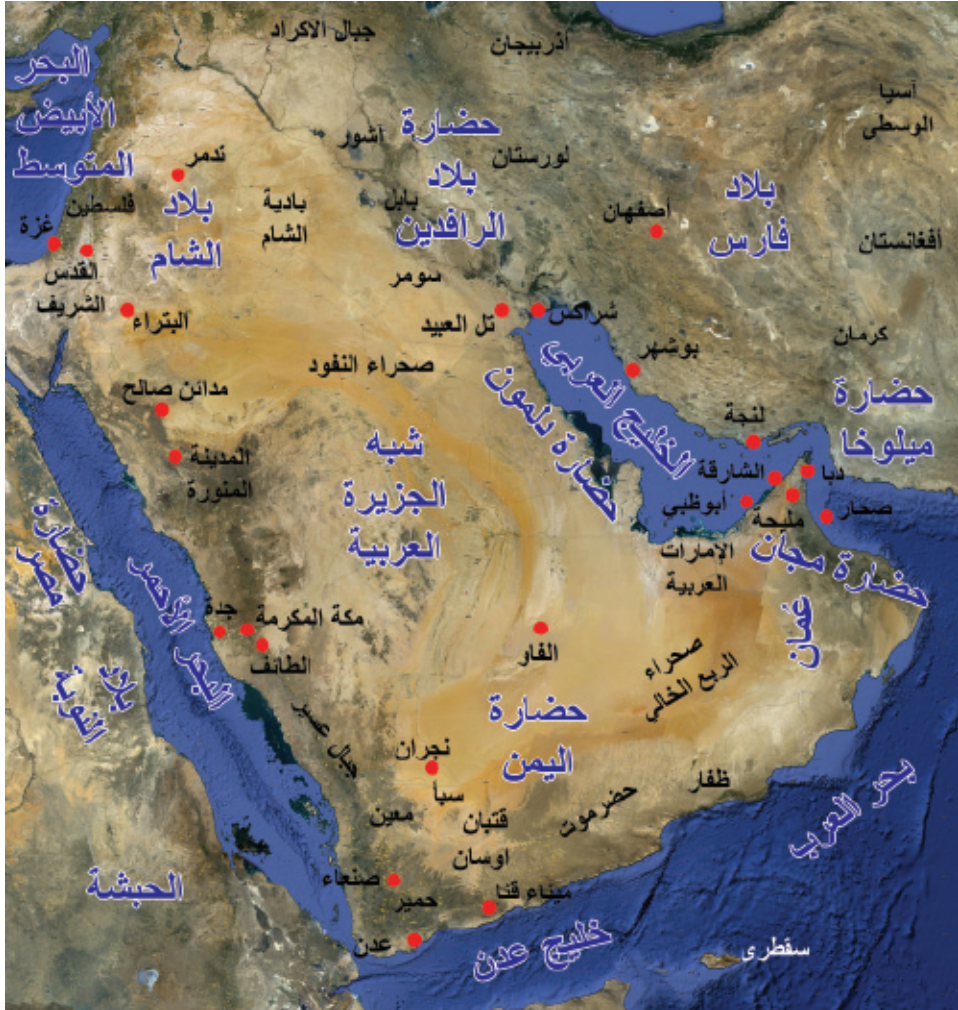 جبال الاكراد
أذربيجان
البحر
الأبيض
المتوسط
آسيا
الوسطى
آشور
حضارة
بلاد
الرافدين
لورستان
تدمر
فلسطين
بلاد
الشام
بادية
الشام
بابل
أصفهان
بلاد
فارس
أفغانستان
غزة
القدس
الشريف
سومر
البتراء
تل العبيد
شراكس
بوشهر
كرمان
صحراء النفود
الخليج العربي
حضارة دلمون
حضارة
ميلوخا
مدائن صالح
لنجة
المدينة
المنورة
شبه
الجزيرة
العربية
الشارقة
دبا
أبوظبي
مليحة
صحار
حضارة مجان
الإمارات
العربية
حضارة
مصر
البحر الأحمر
جدة
مكة المكرمة
الطائف
الفاو
عُمان
صحراء
الربع الخالي
بلاد
النوبة
جبال عسير
حضارة
اليمن
نجران
سبأ
معين
قتبان
حضرموت
ظفار
بحر العرب
اوسان
الحبشة
صنعاء
حمير
ميناء قنا
عدن
خليج عدن
سقطرى